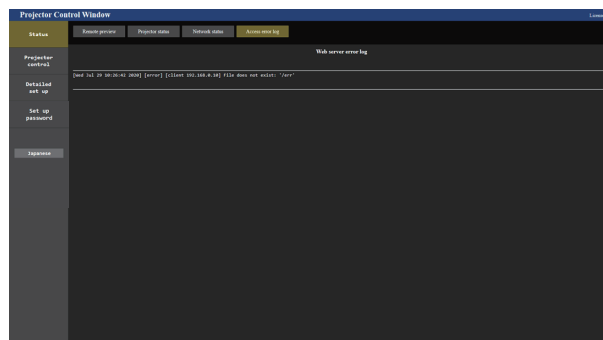 Projector Control Window
Status
Remote preview
Projector status
Network status
Access error log
Web server error log
[Wed Jul 29 10:26:43 2020] [error] [client 192.168.0.10] File does not exist: '/err'
Projector
control
Detailed
set up
Set up
password
Japanese